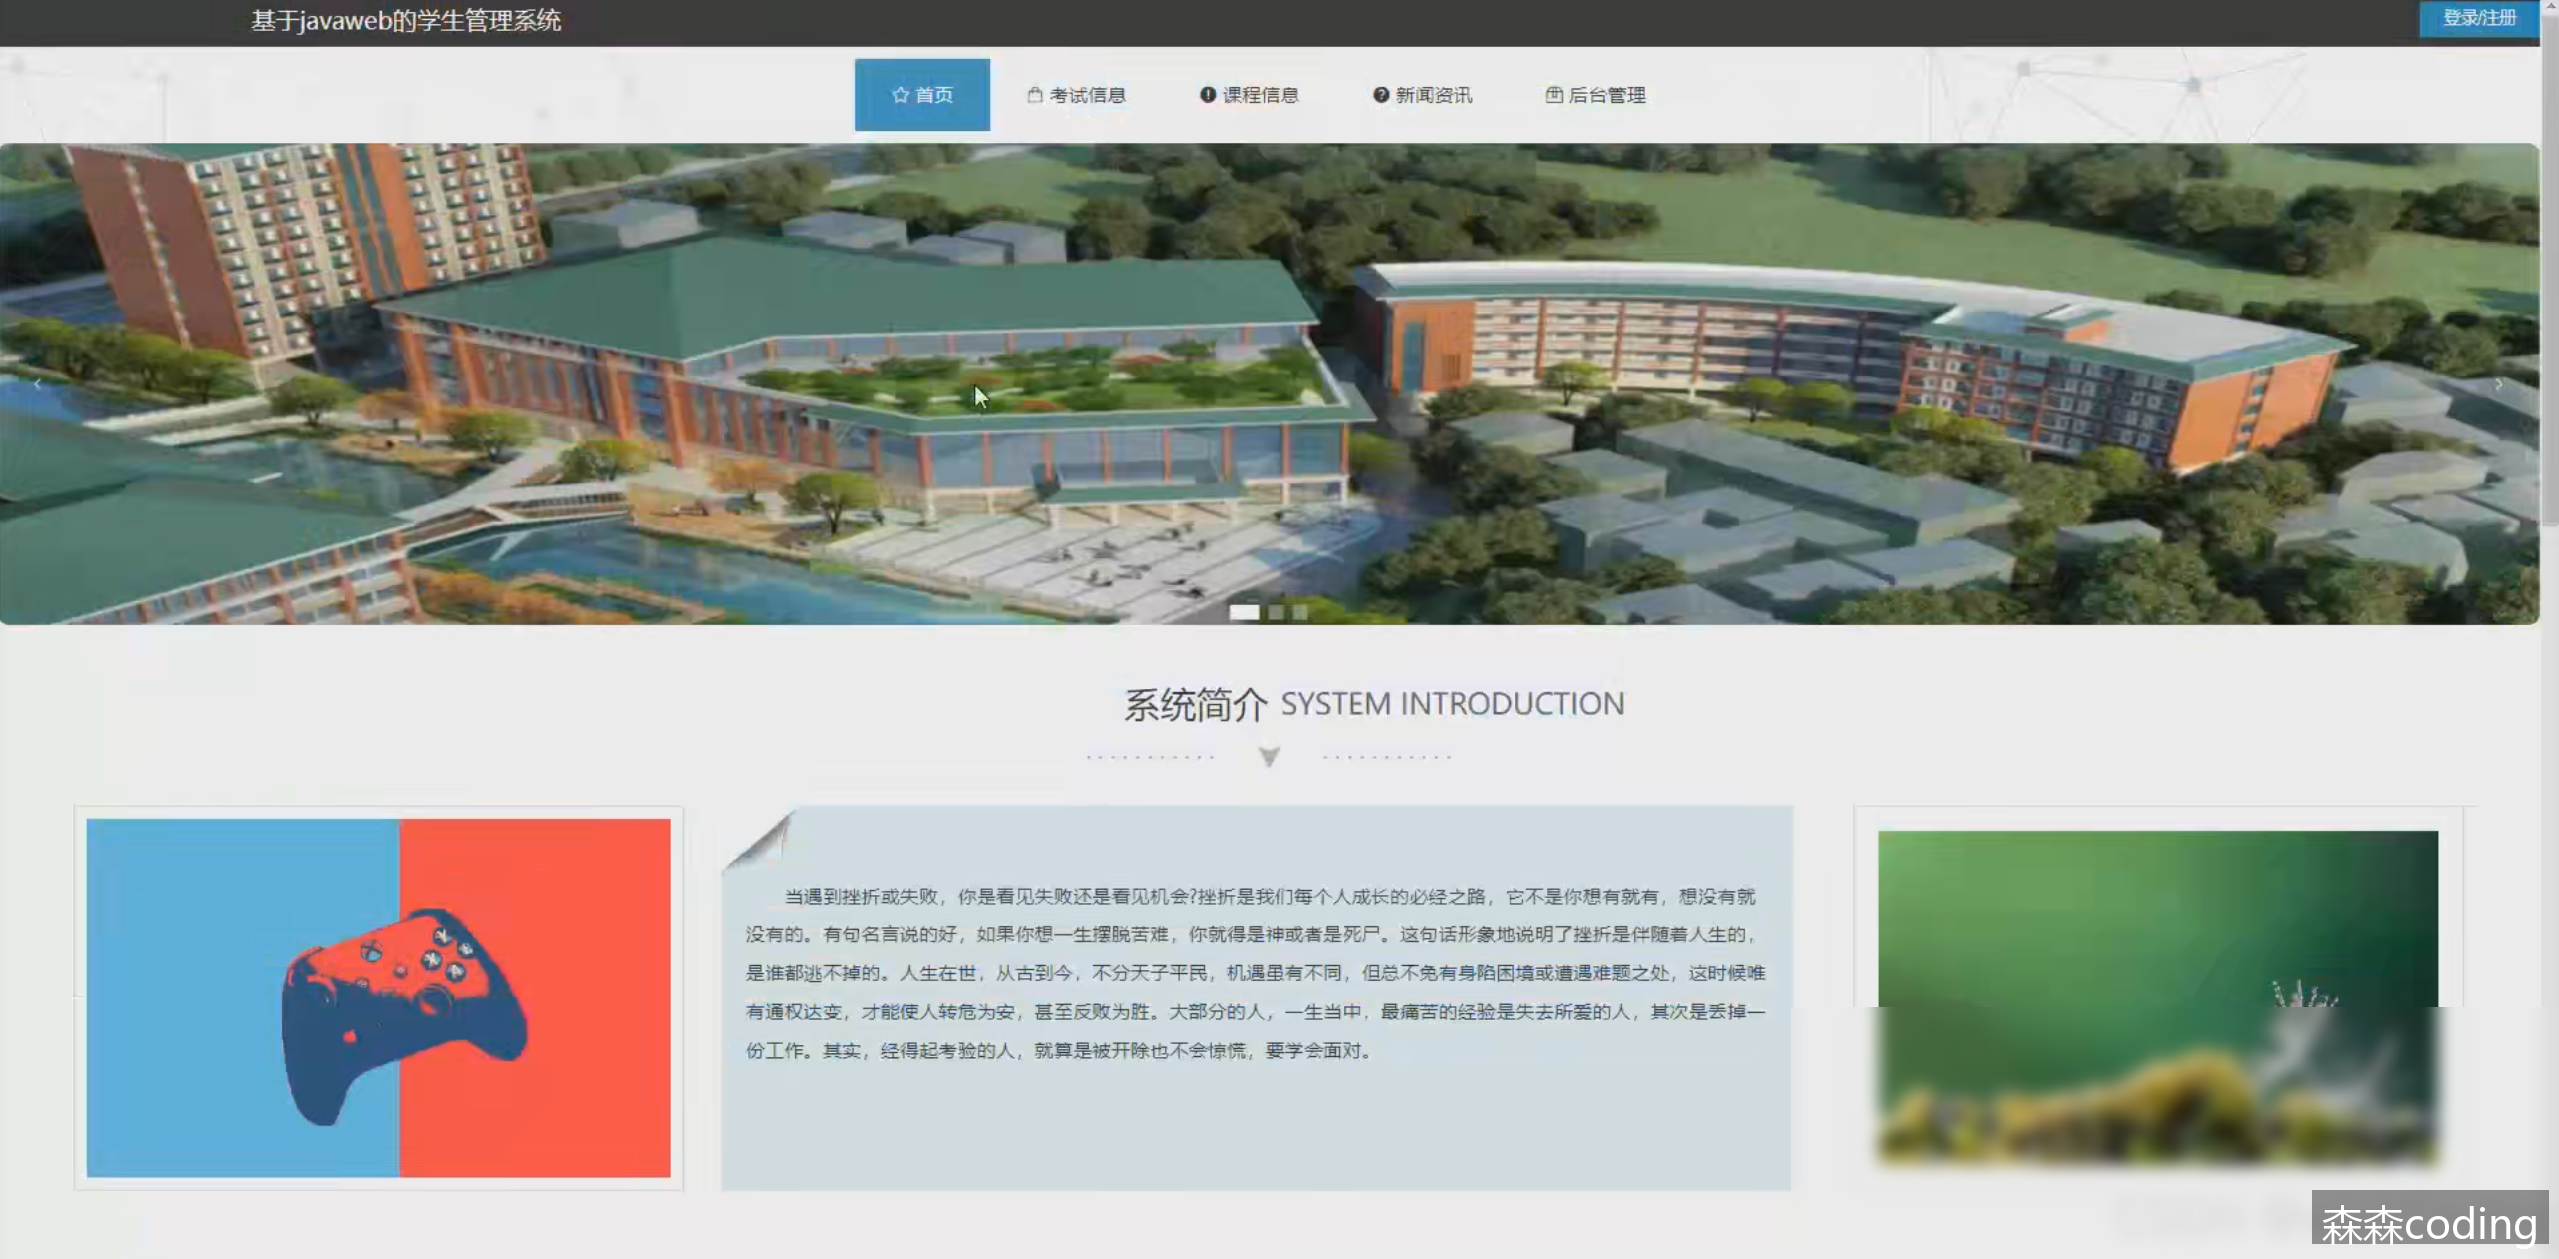 基于javaweb的学生管理系统
登录/注册
首页
考试信息
课程信息
新闻资讯
后台管理
系统简介 SYSTEM INTRODUCTION
当遇到挫折或失败，你是看见失败还是看见机会?挫折是我们每个人成长的必经之路，它不是你想有就有，想没有就
没有的。有句名言说的好，如果你想一生摆脱苦难，你就得是神或者是死尸。这句话形象地说明了挫折是伴随着人生的，
是谁都逃不掉的。人生在世，从古到今，不分天子平民，机遇虽有不同，但总不免有身陷困境或遭遇难题之处，这时候唯
有通权达变，才能使人转危为安，甚至反败为胜。大部分的人，一生当中，最痛苦的经验是失去所爱的人，其次是丢掉一
份工作。其实，经得起考验的人，就算是被开除也不会惊慌，要学会面对。
森森coding